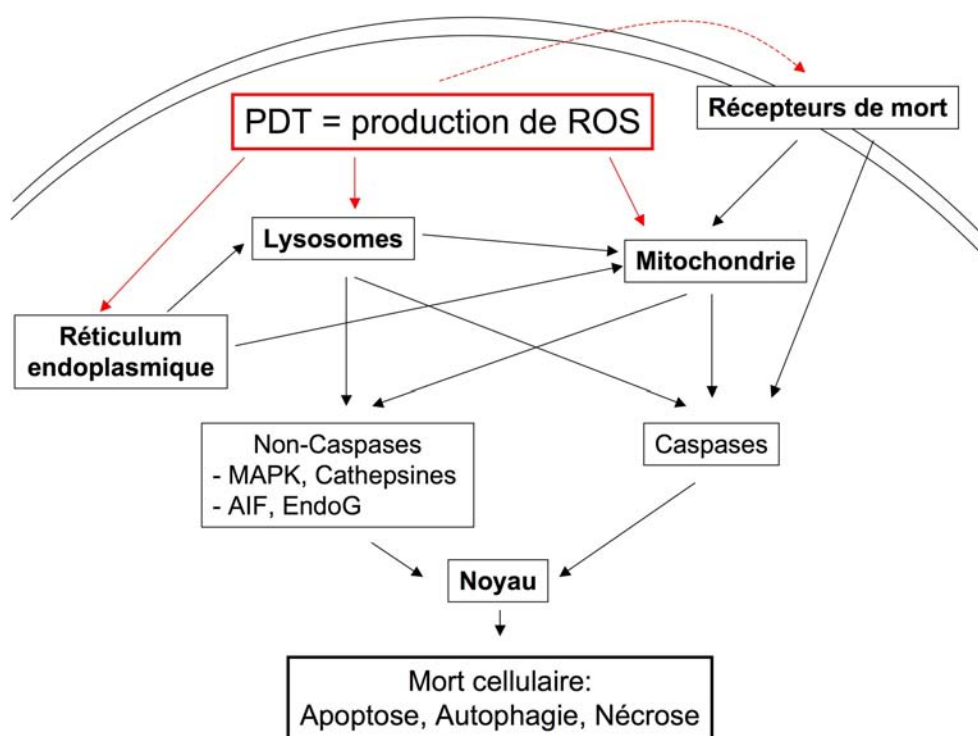 PDT = production de ROS
Récepteurs de mort
Lysosomes
Mitochondrie
Réticulum
endoplasmique
Non-Caspases
- MAPK, Cathepsines
- AIF, EndoG
Caspases
Noyau
Mort cellulaire:
Apoptose, Autophagie, Nécrose